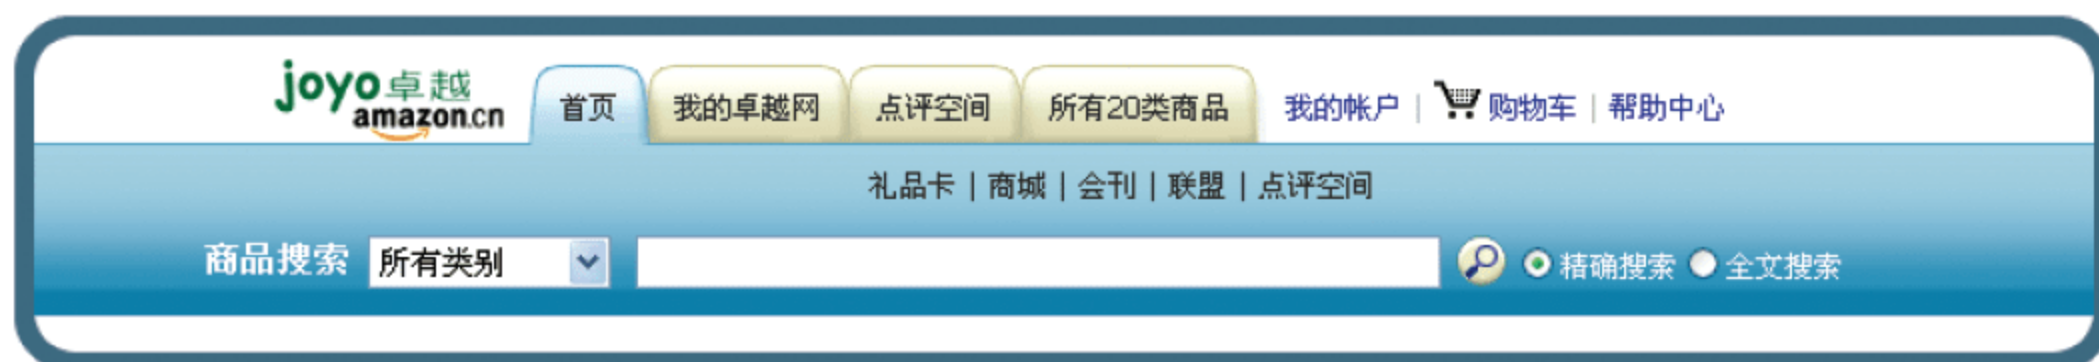 joyo卓越
amazon.cn
首页 我的卓越网 点评空间 所有20类商品 我的帐户 | 购物车 | 帮助中心
礼品卡 | 商城 | 会刊 | 联盟 | 点评空间
商品搜索 所有类别 精确搜索 全文搜索